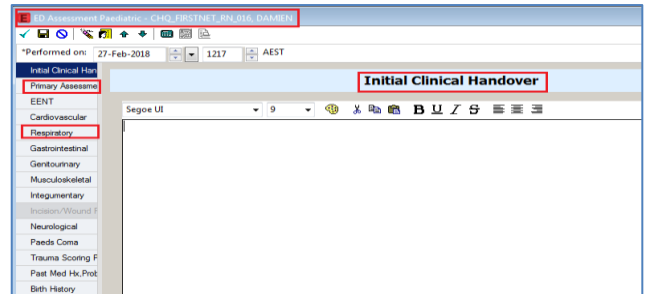 ED Assessment Paediatric - CHQ_FIRSTNET_RN_016, DAMIEN
*Performed on: 27-Feb-2018 1217 AEST
Initial Clinical Han
Initial Clinical Handover
Primary Assessme
EENT
Segoe UI 9 B U I S
Cardiovascular
Respiratory
Gastrointestinal
Genitourinary
Musculoskeletal
Integumentary
Incision/Wound F
Neurological
Paeds Coma
Trauma Scoring F
Past Med Hx,Prob
Birth History